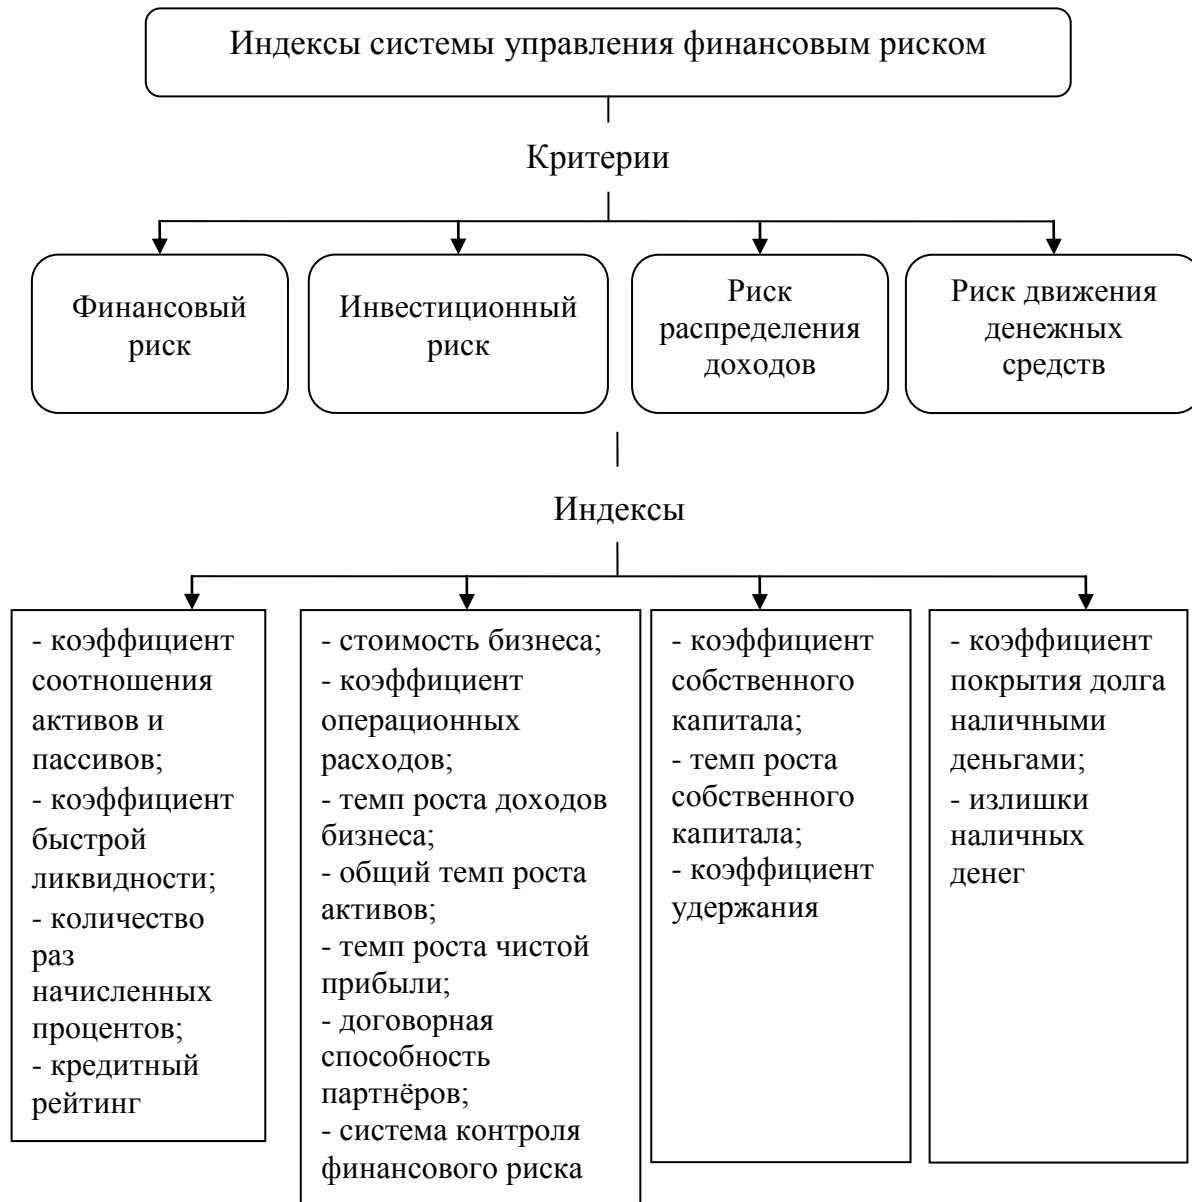 Индексы системы управления финансовым риском
Критерии
Финансовый
риск
Инвестиционный
риск
Риск
распределения
доходов
Риск движения
денежных
средств
Индексы
- коэффициент
соотношения
активов и
пассивов;
- коэффициент
быстрой
ликвидности;
- количество
раз
начисленных
процентов;
- кредитный
рейтинг
- стоимость бизнеса;
- коэффициент
операционных
расходов;
- темп роста доходов
бизнеса;
- общий темп роста
активов;
- темп роста чистой
прибыли;
- договорная
способность
партнёров;
- система контроля
финансового риска
- коэффициент
собственного
капитала;
- темп роста
собственного
капитала;
- коэффициент
удержания
- коэффициент
покрытия долга
наличными
деньгами;
- излишки
наличных
денег